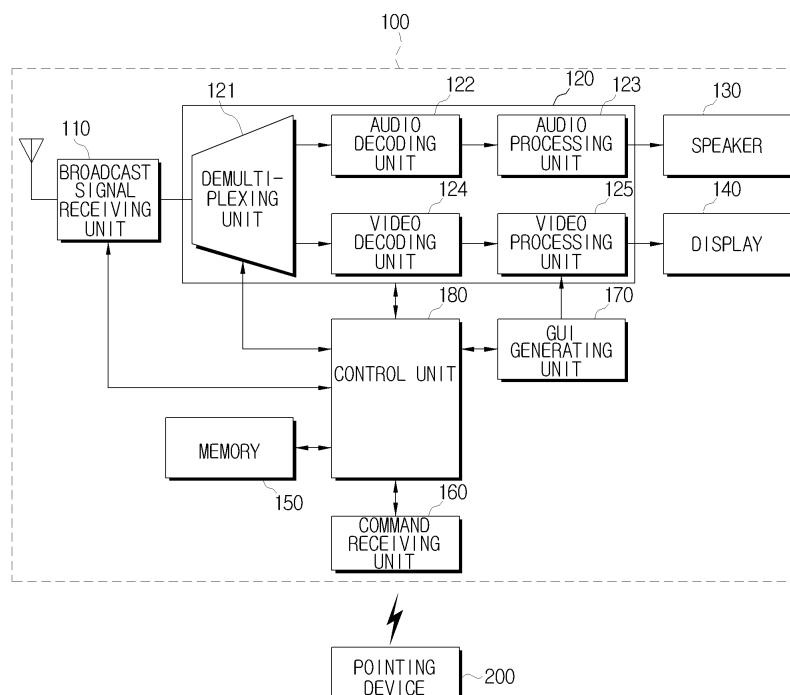 100
121
122
120
123
130
110
BROADCAST
SIGNAL
RECEIVING
UNIT
DEMULTI-
PLEXING
UNIT
AUDIO
DECODING
UNIT
AUDIO
PROCESSING
UNIT
SPEAKER
124
125
140
VIDEO
DECODING
UNIT
VIDEO
PROCESSING
UNIT
DISPLAY
180
170
CONTROL UNIT
GUI
GENERATING
UNIT
MEMORY
150
160
COMMAND
RECEIVING
UNIT
POINTING
DEVICE
200